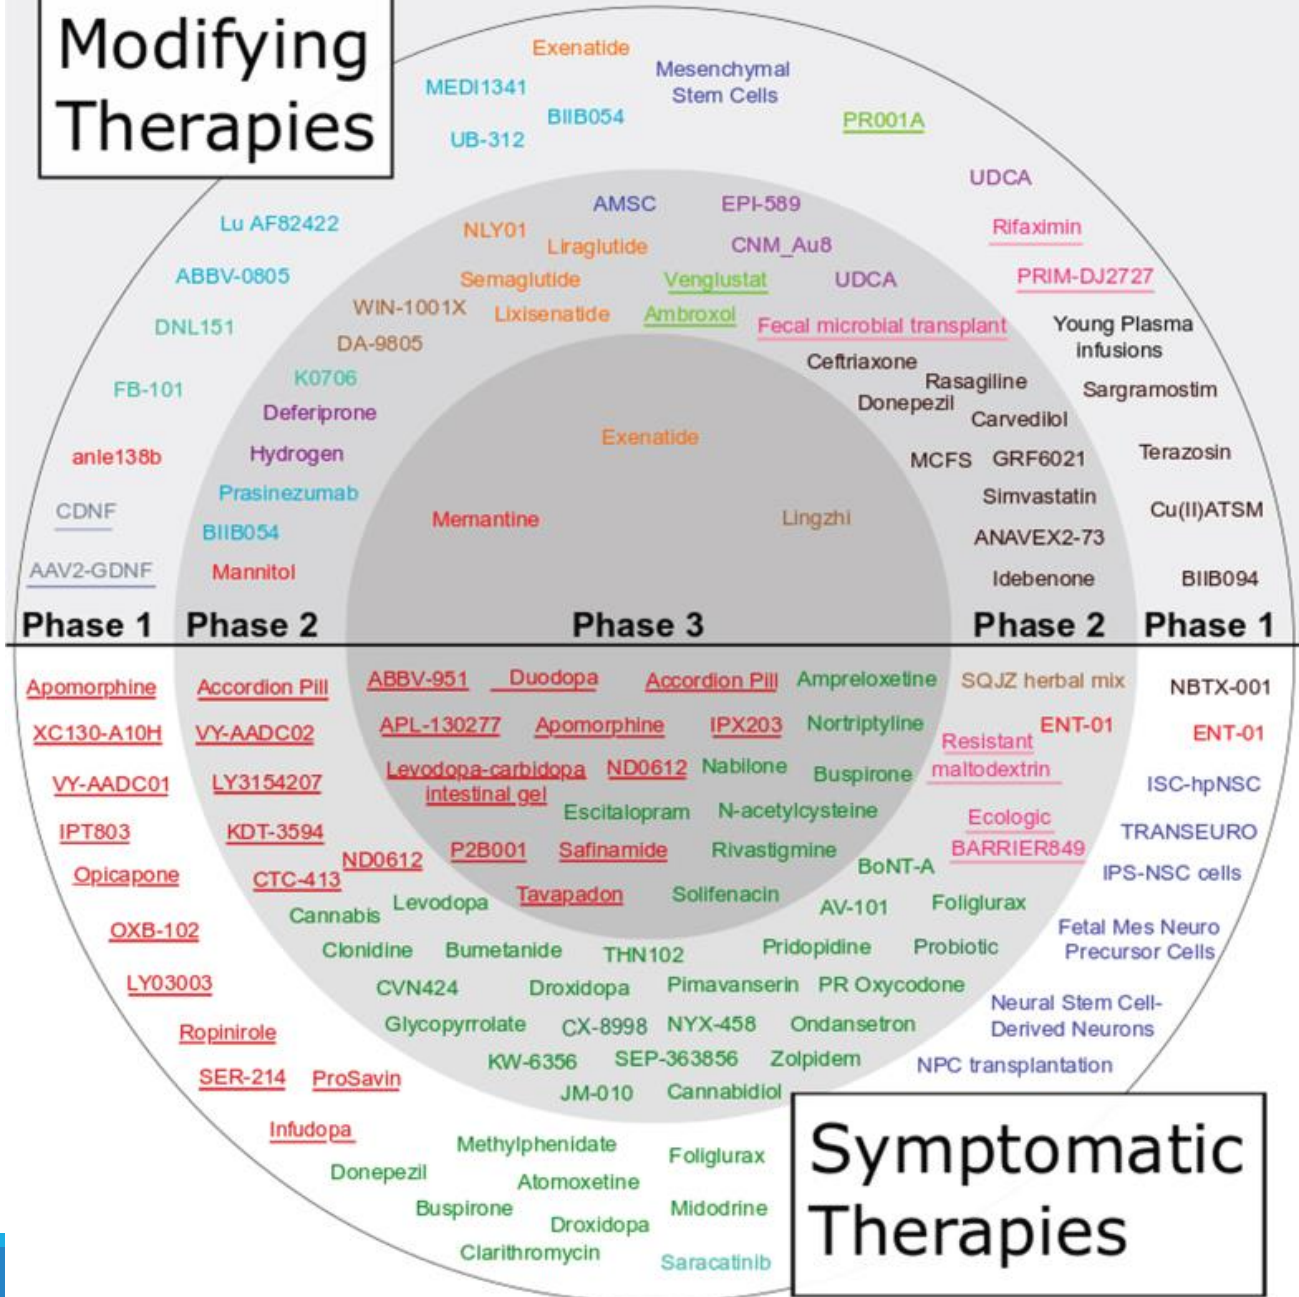 Modifying
Therapies
Exenatide
MEDI1341
Mesenchymal
Stem Cells
BIIB054
UB-312
PR001A
UDCA
Lu AF82422
AMSC
EPI-589
NLY01
Liraglutide
CNM_Au8
Rifaximin
ABBV-0805
Semaglutide
Venglustat
UDCA
PRIM-DJ2727
WIN-1001X
Lixisenatide
Ambroxol
DNL151
Fecal microbial transplant
Young Plasma
infusions
DA-9805
Ceftriaxone
FB-101
K0706
Rasagiline
Sargramostim
Deferiprone
Donepezil
Carvedilol
Exenatide
anle138b
Hydrogen
MCFS
GRF6021
Terazosin
Prasinezumab
Simvastatin
CDNF
Memantine
Lingzhi
Cu(II)ATSM
BIIB054
ANAVEX2-73
AAV2-GDNF
Mannitol
Idebenone
BIIB094
Phase 1
Phase 2
Phase 3
Phase 2
Phase 1
Apomorphine
Accordion Pill
ABBV-951
Duodopa
Accordion Pill
Ampreloxetine
SQJZ herbal mix
NBTX-001
XC130-A10H
VY-AADC02
APL-130277
Apomorphine
IPX203
Nortriptyline
ENT-01
ENT-01
Resistant
maltodextrin
VY-AADC01
LY3154207
Levodopa-carbidopa
intestinal gel
ND0612
Nabilone
Buspirone
ISC-hpNSC
Escitalopram
N-acetylcysteine
Ecologic
BARRIER849
IPT803
KDT-3594
TRANSEURO
ND0612
P2B001
Safinamide
Rivastigmine
BoNT-A
Opicapone
CTC-413
IPS-NSC cells
Cannabis
Levodopa
Tavapadon
Solifenacin
AV-101
Foliglurax
OXB-102
Fetal Mes Neuro
Precursor Cells
Clonidine
Bumetanide
THN102
Pridopidine
Probiotic
LY03003
CVN424
Droxidopa
Pimavanserin
PR Oxycodone
Neural Stem Cell-
Derived Neurons
Ropinirole
Glycopyrrolate
CX-8998
NYX-458
Ondansetron
KW-6356
SEP-363856
Zolpidem
NPC transplantation
SER-214
ProSavin
JM-010
Cannabidiol
Infudopa
Methylphenidate
Foliglurax
Donepezil
Atomoxetine
Buspirone
Midodrine
Droxidopa
Clarithromycin
Saracatinib
Symptomatic
Therapies